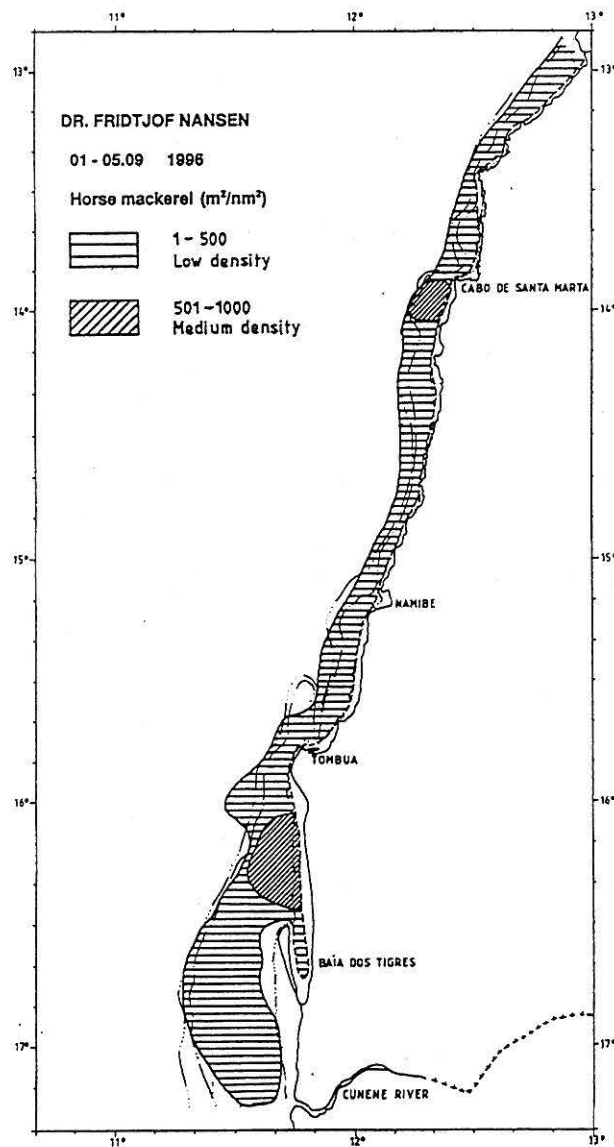 11°
12°
13°
13°
13°
DR. FRIDTJOF NANSEN
01 - 05.09 1996
Horse mackerel (m²/nm²)
1 - 500
Low density
501 - 1000
Medium density
CABO DE SANTA MARTA
14°
14°
15°
15°
NAMIBE
TOMBUA
16°
16°
BAÍA DOS TIGRES
17°
17°
CUNENE RIVER
11°
12°
13°